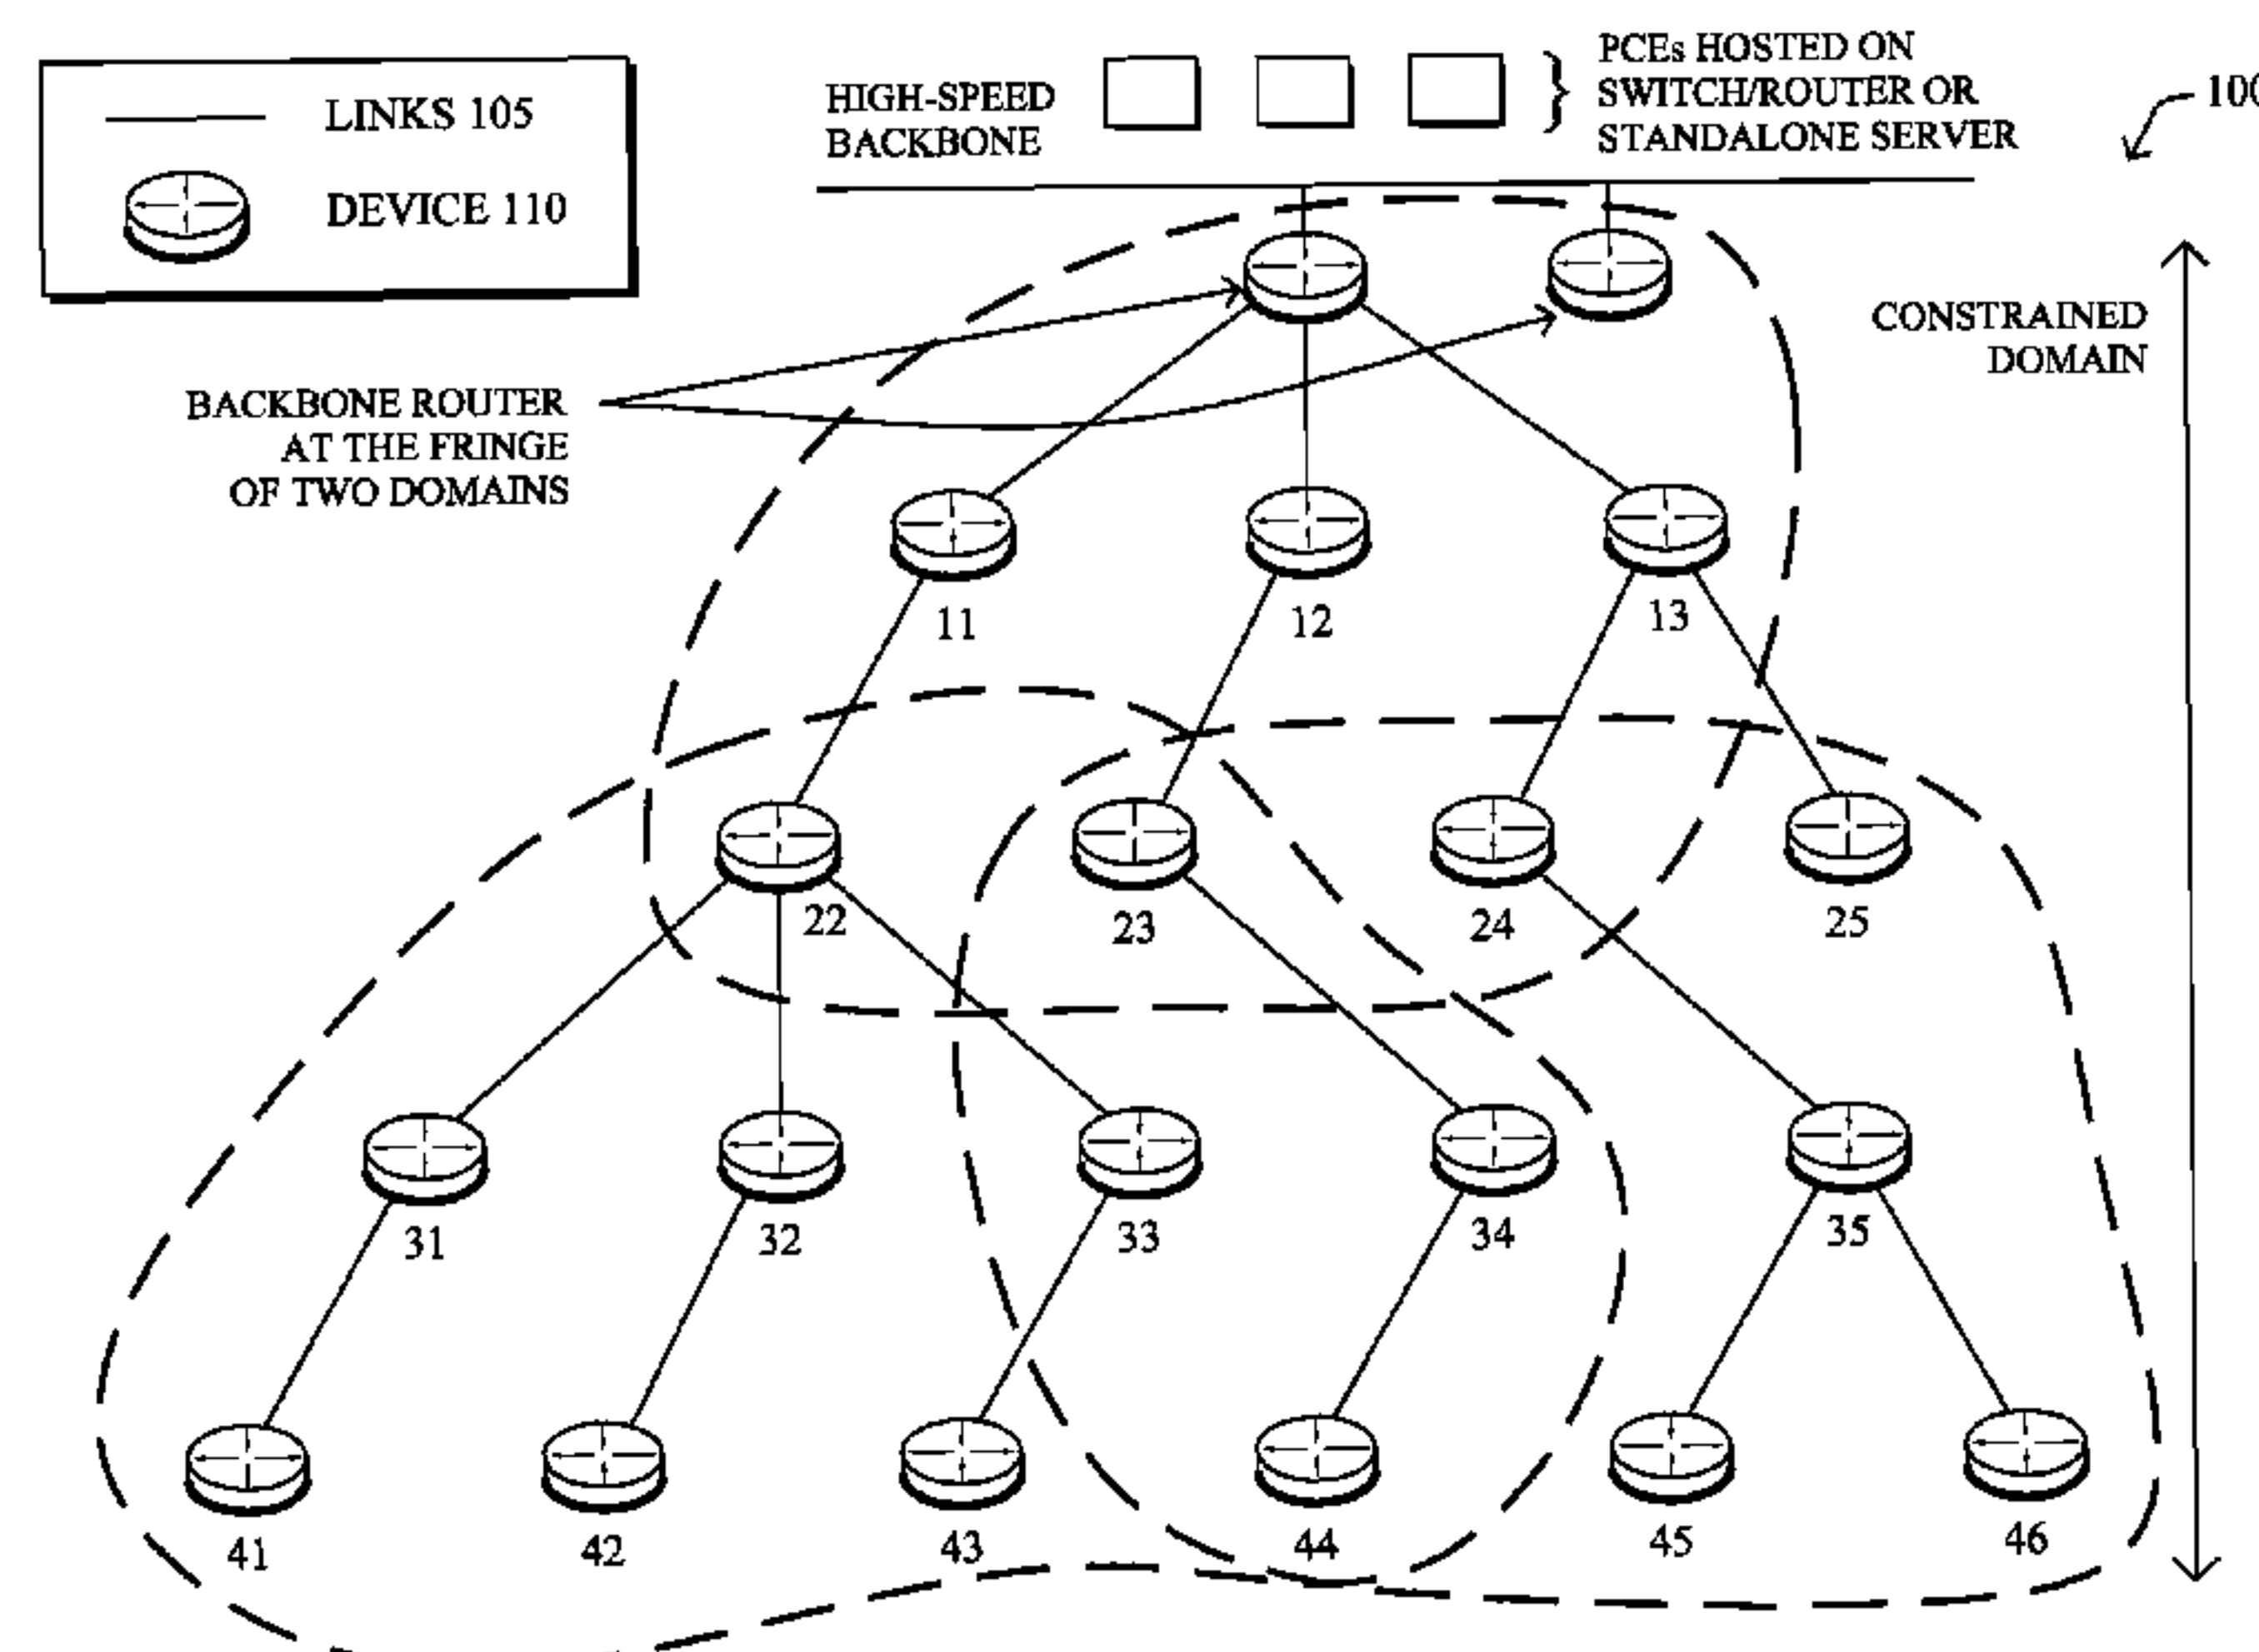 LINKS 105
DEVICE 110
HIGH-SPEED
BACKBONE
PCEs HOSTED ON
SWITCH/ROUTER OR
STANDALONE SERVER
100
CONSTRAINED
DOMAIN
BACKBONE ROUTER
AT THE FRINGE
OF TWO DOMAINS
11
12
13
22
23
24
25
31
32
33
34
35
41
42
43
44
45
46